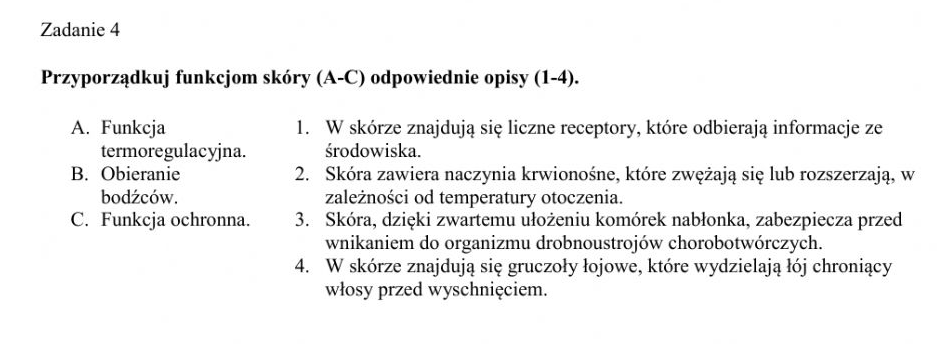 Zadanie 4
Przyporządkuj funkcjom skóry (A-C) odpowiednie opisy (1-4).
A. Funkcja
termoregulacyjna.
B. Obieranie
bodźców.
C. Funkcja ochronna.
1. W skórze znajdują się liczne receptory, które odbierają informacje ze
środowiska.
2. Skóra zawiera naczynia krwionośne, które zwężają się lub rozszerzają, w
zależności od temperatury otoczenia.
3. Skóra, dzięki zwartemu ułożeniu komórek nabłonka, zabezpiecza przed
wnikaniem do organizmu drobnoustrojów chorobotwórczych.
4. W skórze znajdują się gruczoły łojowe, które wydzielają łój chroniący
włosy przed wyschnięciem.